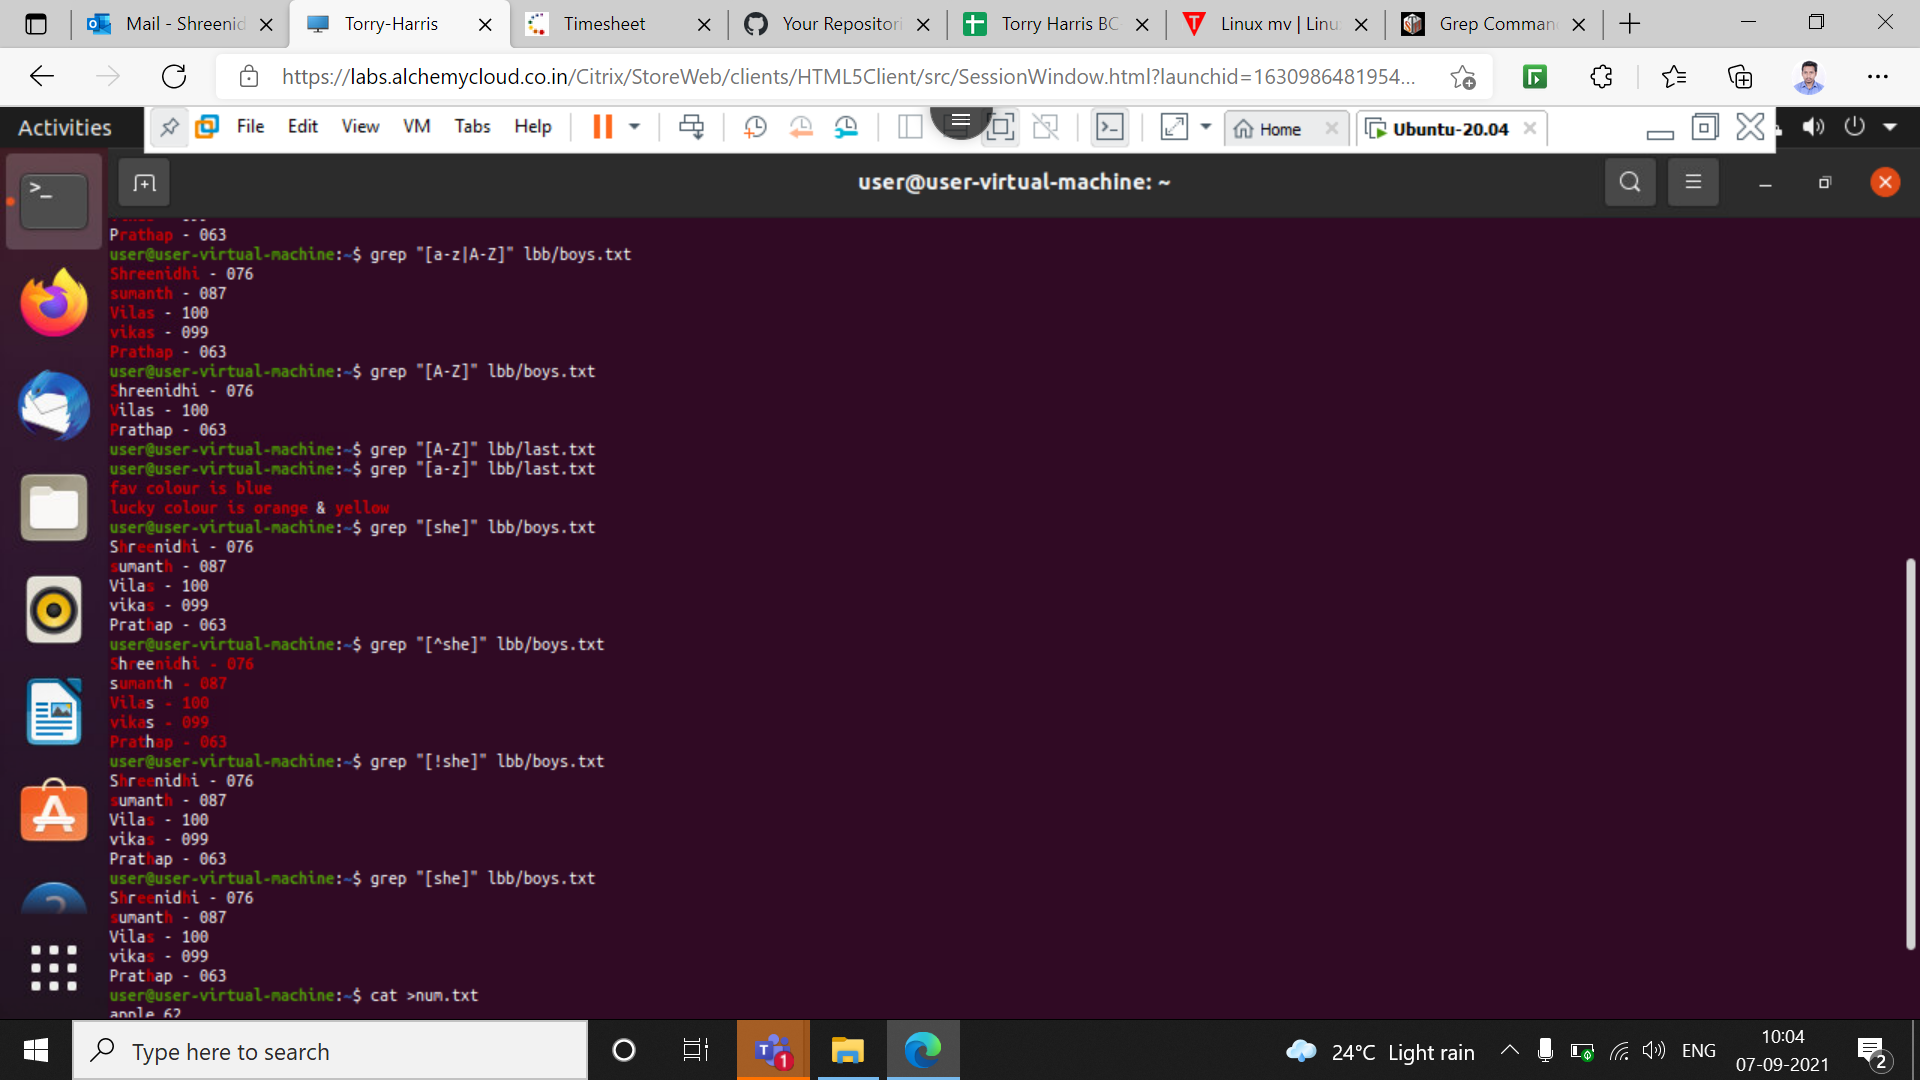 Mail - Shreenid
Torry-Harris
Timesheet
Your Repositori
Torry Harris BC
Linux mv | Linu
Grep Comman
https://labs.alchemycloud.co.in/Citrix/StoreWeb/clients/HTML5Client/src/SessionWindow.html?launchid=1630986481954...
Activities
File Edit View VM Tabs Help
Home
Ubuntu-20.04
user@user-virtual-machine: ~
Prathap - 063
user@user-virtual-machine:~$ grep "[a-z|A-Z]" lbb/boys.txt
Shreenidhi - 076
sumanth - 087
Vilas - 100
vikas - 099
Prathap - 063
user@user-virtual-machine:~$ grep "[A-Z]" lbb/boys.txt
Shreenidhi - 076
Vilas - 100
Prathap - 063
user@user-virtual-machine:~$ grep "[A-Z]" lbb/last.txt
user@user-virtual-machine:~$ grep "[a-z]" lbb/last.txt
fav colour is blue
lucky colour is orange & yellow
user@user-virtual-machine:~$ grep "[she]" lbb/boys.txt
Shreenidhi - 076
sumanth - 087
Vilas - 100
vikas - 099
Prathap - 063
user@user-virtual-machine:~$ grep "[^she]" lbb/boys.txt
Shreenidhi - 076
sumanth - 087
Vilas - 100
vikas - 099
Prathap - 063
user@user-virtual-machine:~$ grep "[!she]" lbb/boys.txt
Shreenidhi - 076
sumanth - 087
Vilas - 100
vikas - 099
Prathap - 063
user@user-virtual-machine:~$ grep "[she]" lbb/boys.txt
Shreenidhi - 076
sumanth - 087
Vilas - 100
vikas - 099
Prathap - 063
user@user-virtual-machine:~$ cat >num.txt
apple 62
Type here to search
1
24°C Light rain
ENG
10:04
07-09-2021
2